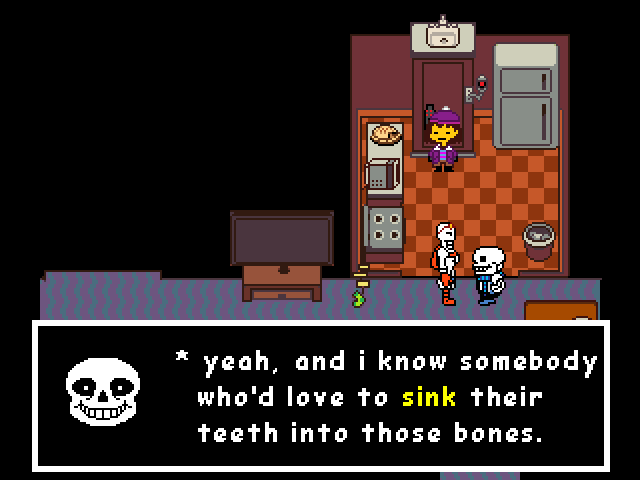 * yeah, and i know somebody
who'd love to sink their
teeth into those bones.